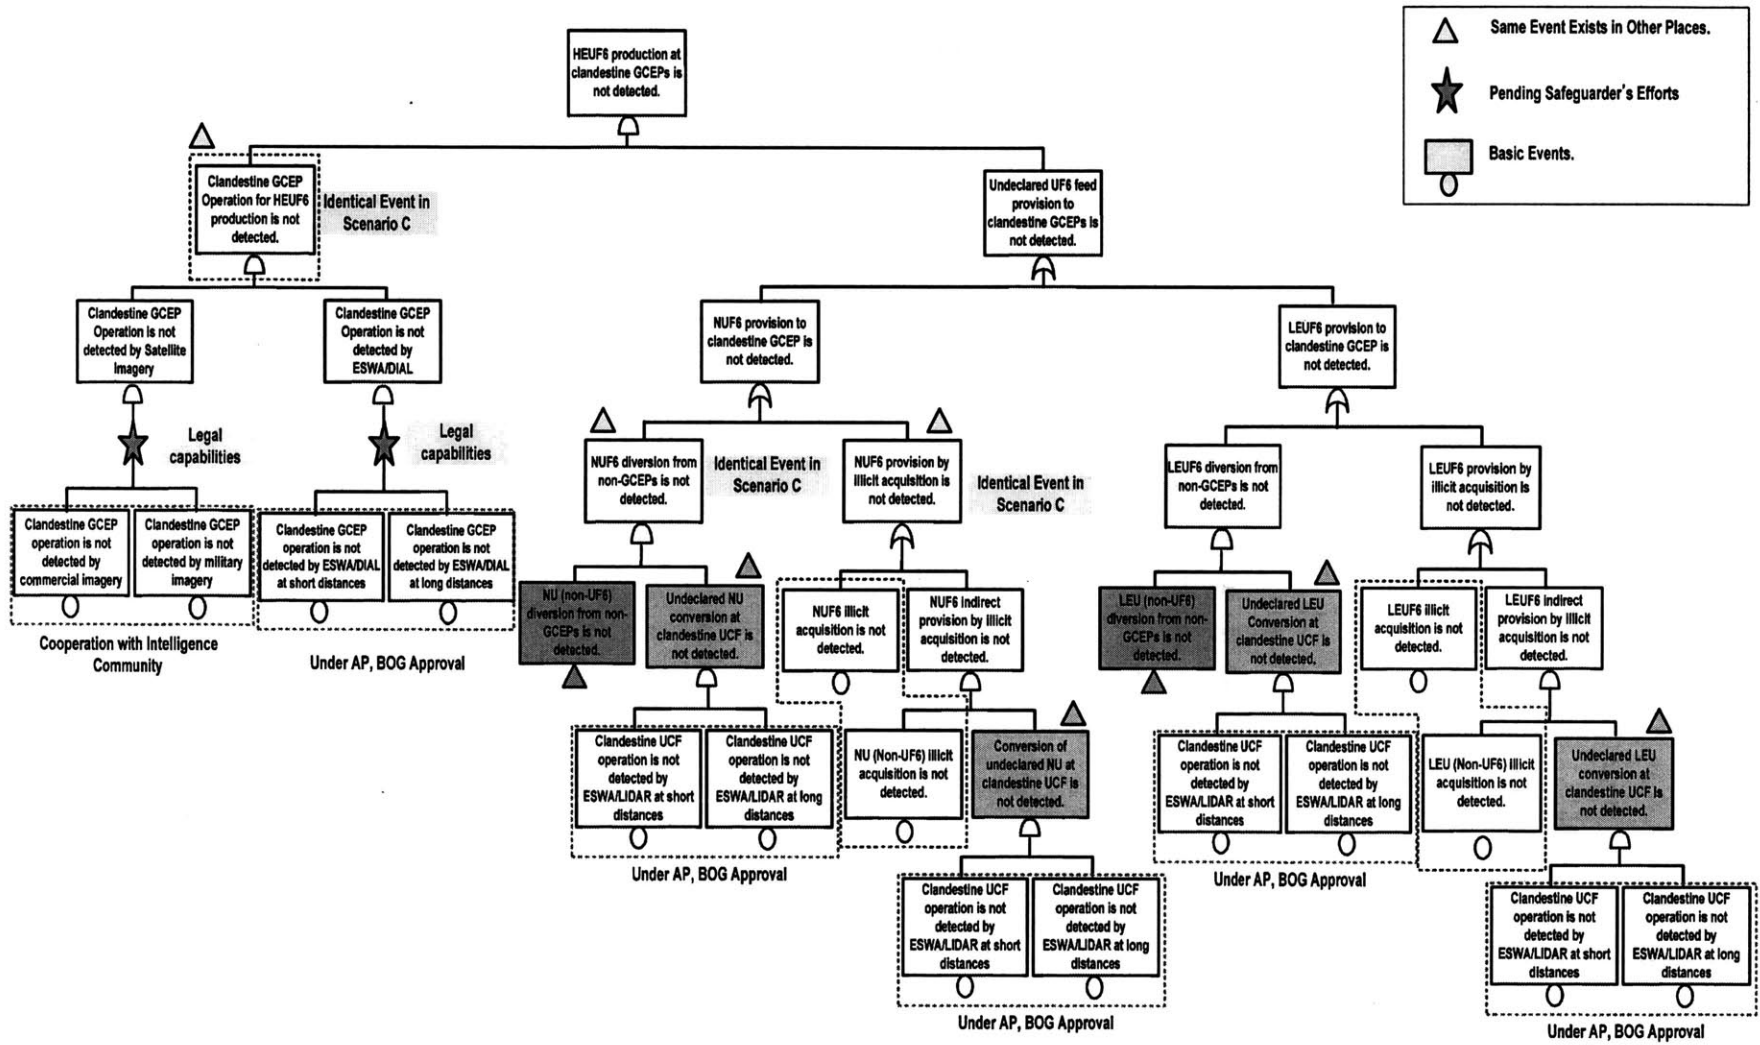 Same Event Exists in Other Places.
Pending Safeguarder's Efforts
Basic Events.
HEUF6 production at
clandestine GCEPs is
not detected.
Clandestine GCEP
Operation for HEUF6
production is not
detected.
Identical Event in
Scenario C
Undeclared UF6 feed
provision to
clandestine GCEPs is
not detected.
Clandestine GCEP
Operation is not
detected by Satellite
Imagery
Clandestine GCEP
Operation is not
detected by
ESWA/DIAL
NUF6 provision to
clandestine GCEP is
not detected.
LEUF6 provision to
clandestine GCEP is
not detected.
Legal
capabilities
Legal
capabilities
NUF6 diversion from
non-GCEPs is not
detected.
Identical Event in
Scenario C
NUF6 provision by
illicit acquisition is
not detected.
Identical Event in
Scenario C
LEUF6 diversion from
non-GCEPs is not
detected.
LEUF6 provision by
illicit acquisition is
not detected.
Clandestine GCEP
operation is not
detected by
commercial imagery
Clandestine GCEP
operation is not
detected by military
imagery
Clandestine GCEP
operation is not
detected by ESWA/DIAL
at short distances
Clandestine GCEP
operation is not
detected by ESWA/DIAL
at long distances
Cooperation with Intelligence
Community
Under AP, BOG Approval
NU (non-UF6)
diversion from non-
GCEPs is not
detected.
Undeclared NU
conversion at
clandestine UCF is
not detected.
NUF6 illicit
acquisition is not
detected.
NUF6 indirect
provision by illicit
acquisition is not
detected.
LEU (non-UF6)
diversion from non-
GCEPs is not
detected.
Undeclared LEU
Conversion at
clandestine UCF is
not detected.
LEUF6 illicit
acquisition is not
detected.
LEUF6 indirect
provision by illicit
acquisition is not
detected.
Clandestine UCF
operation is not
detected by
ESWA/LIDAR at short
distances
Clandestine UCF
operation is not
detected by
ESWA/LIDAR at long
distances
Under AP, BOG Approval
NU (Non-UF6) illicit
acquisition is not
detected.
Conversion of
undeclared NU at
clandestine UCF is
not detected.
Clandestine UCF
operation is not
detected by
ESWA/LIDAR at short
distances
Clandestine UCF
operation is not
detected by
ESWA/LIDAR at long
distances
Under AP, BOG Approval
LEU (Non-UF6) illicit
acquisition is not
detected.
Undeclared LEU
conversion at
clandestine UCF is
not detected.
Clandestine UCF
operation is not
detected by
ESWA/LIDAR at short
distances
Clandestine UCF
operation is not
detected by
ESWA/LIDAR at long
distances
Under AP, BOG Approval
Clandestine UCF
operation is not
detected by
ESWA/LIDAR at short
distances
Clandestine UCF
operation is not
detected by
ESWA/LIDAR at long
distances
Under AP, BOG Approval